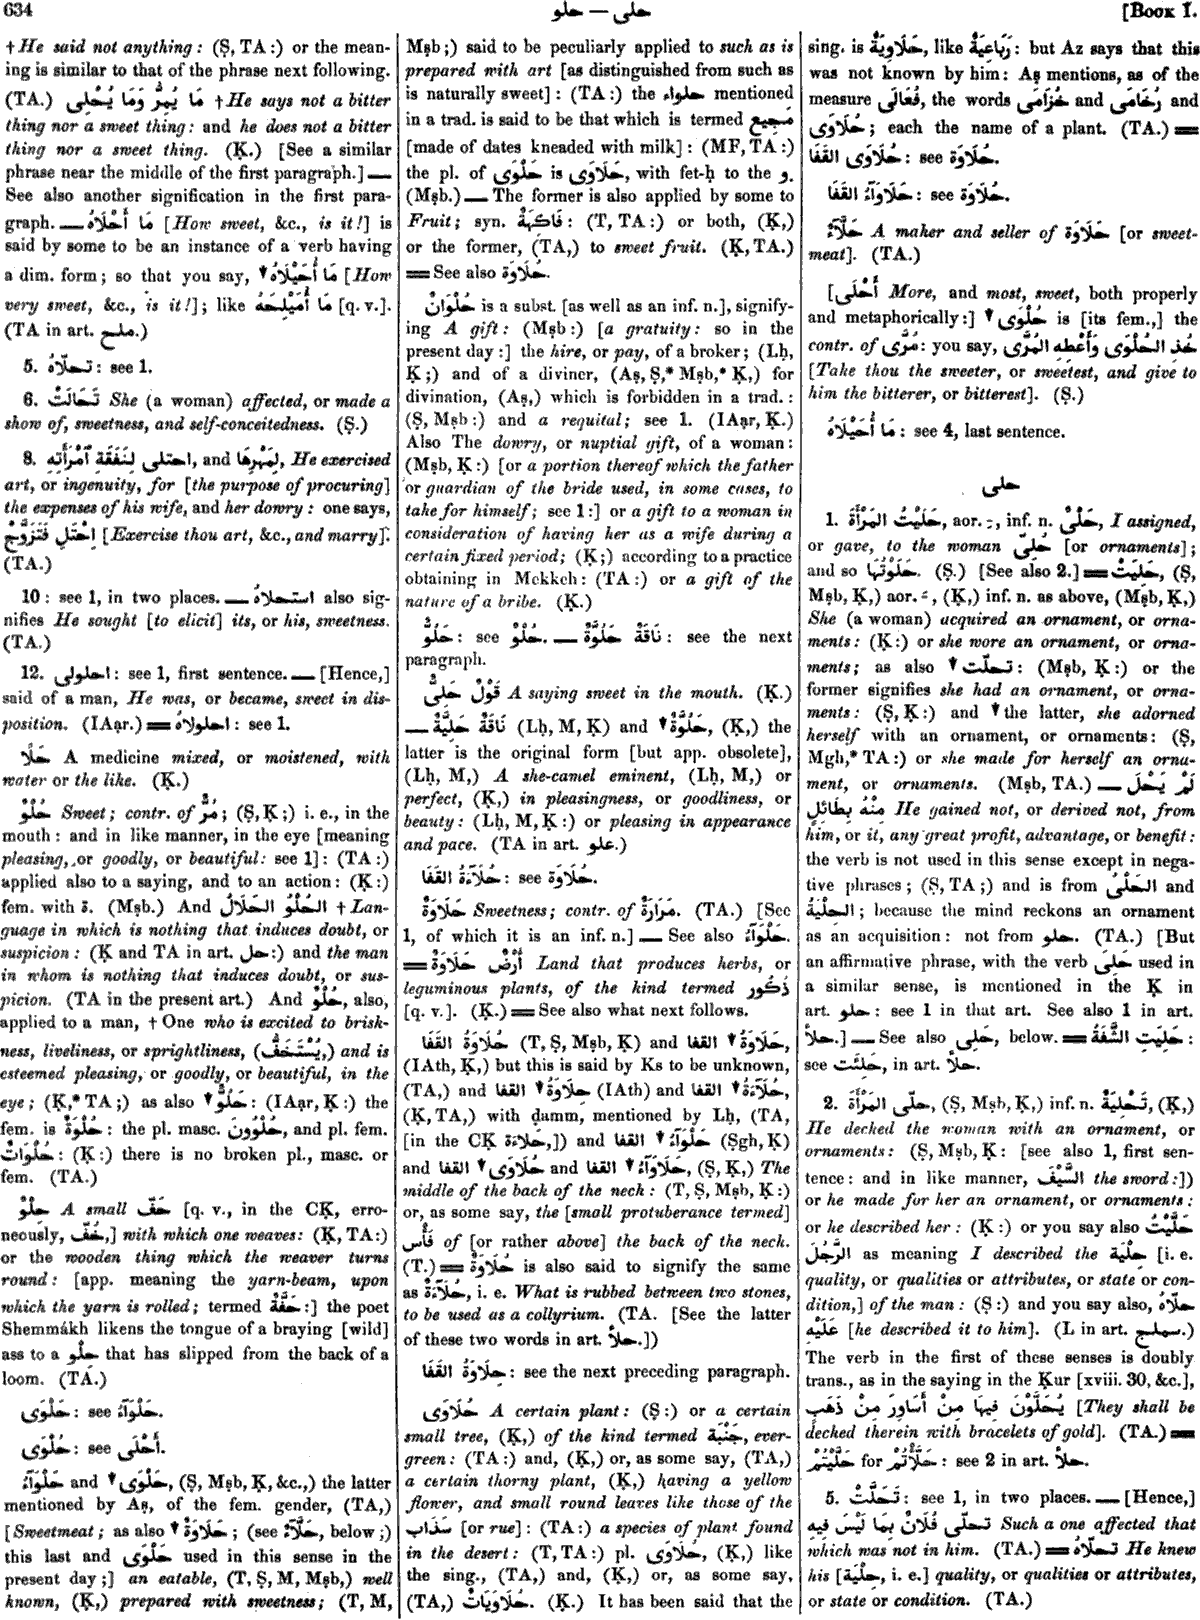 634
حلو — حلى
[Book I.
† He said not anything: (Ṣ, TA:) or the mean-
ing is similar to that of the phrase next following.
(TA.) مَا يُمِرُّ وَمَا يُحْلِى † He says not a bitter
thing nor a sweet thing: and he does not a bitter
thing nor a sweet thing. (Ḳ.) [See a similar
phrase near the middle of the first paragraph.] —
See also another signification in the first para-
graph. — مَا أَحْلَاهُ [How sweet, &c., is it!] is
said by some to be an instance of a verb having
a dim. form; so that you say, ▼ مَا أُحَيْلَاهُ [How
very sweet, &c., is it!]; like مَا أُمَيْلِحَهُ [q. v.].
(TA in art. ملح.)
5. تحلّاهُ: see 1.
6. تَحَالَتْ She (a woman) affected, or made a
show of, sweetness, and self-conceitedness. (Ṣ.)
8. احتلى لِنَفَقَةِ ٱمْرَأَتِهِ, and لِمَهْرِهَا, He exercised
art, or ingenuity, for [the purpose of procuring]
the expenses of his wife, and her dowry: one says,
اِحْتَلِ فَتَزَوَّجْ [Exercise thou art, &c., and marry].
(TA.)
10: see 1, in two places. — استحلاهُ also sig-
nifies He sought [to elicit] its, or his, sweetness.
(TA.)
12. احلولى: see 1, first sentence. — [Hence,]
said of a man, He was, or became, sweet in dis-
position. (IAạr.) = احلولاهُ: see 1.
حَلًا A medicine mixed, or moistened, with
water or the like. (Ḳ.)
حُلْوٌ Sweet; contr. of مُرٌّ; (Ṣ, Ḳ;) i. e., in the
mouth: and in like manner, in the eye [meaning
pleasing, or goodly, or beautiful: see 1]: (TA:)
applied also to a saying, and to an action: (Ḳ:)
fem. with ة. (Mṣb.) And الحُلْوُ الحَلَالُ † Lan-
guage in which is nothing that induces doubt, or
suspicion: (Ḳ and TA in art. حل:) and the man
in whom is nothing that induces doubt, or sus-
picion. (TA in the present art.) And حُلْوٌ, also,
applied to a man, † One who is excited to brisk-
ness, liveliness, or sprightliness, (يُسْتَخَفُّ,) and is
esteemed pleasing, or goodly, or beautiful, in the
eye; (Ḳ,* TA;) as also ▼ حَلُوٌّ: (IAạr, Ḳ:) the
fem. is حُلْوَةٌ: the pl. masc. حُلْوُونَ, and pl. fem.
حُلْوَاتٌ: (Ḳ:) there is no broken pl., masc. or
fem. (TA.)
حِلْوٌ A small حَفّ [q. v., in the CḲ, erro-
neously, خُفّ,] with which one weaves: (Ḳ, TA:)
or the wooden thing which the weaver turns
round: [app. meaning the yarn-beam, upon
which the yarn is rolled; termed حَفَّة:] the poet
Shemmákh likens the tongue of a braying [wild]
ass to a حِلْو that has slipped from the back of a
loom. (TA.)
حَلْوَى: see حَلْوَآءُ.
حُلْوَى: see أَحْلَى.
حَلْوَآءُ and ▼ حَلْوَى, (Ṣ, Mṣb, Ḳ, &c.,) the latter
mentioned by Aṣ, of the fem. gender, (TA,)
[Sweetmeat; as also ▼ حَلَاوَةٌ; (see حَلَّآءٌ, below;)
this last and حَلْوَى used in this sense in the
present day;] an eatable, (T, Ṣ, M, Mṣb,) well
known, (Ḳ,) prepared with sweetness; (T, M,
Mṣb;) said to be peculiarly applied to such as is
prepared with art [as distinguished from such as
is naturally sweet]: (TA:) the حلواء mentioned
in a trad. is said to be that which is termed مَجِيع
[made of dates kneaded with milk]: (MF, TA:)
the pl. of حَلْوَى is حَلَاوَى, with fet-ḥ to the و.
(Mṣb.) — The former is also applied by some to
Fruit; syn. فَاكِهَةٌ: (T, TA:) or both, (Ḳ,)
or the former, (TA,) to sweet fruit. (Ḳ, TA.)
= See also حَلَاوَة.
حُلْوَانٌ is a subst. [as well as an inf. n.], signify-
ing A gift: (Mṣb:) [a gratuity: so in the
present day:] the hire, or pay, of a broker; (Lḥ,
Ḳ;) and of a diviner, (Aṣ, Ṣ,* Mṣb,* Ḳ,) for
divination, (Aṣ,) which is forbidden in a trad.:
(Ṣ, Mṣb:) and a requital; see 1. (IAạr, Ḳ.)
Also The dowry, or nuptial gift, of a woman:
(Mṣb, Ḳ:) [or a portion thereof which the father
or guardian of the bride used, in some cases, to
take for himself; see 1:] or a gift to a woman in
consideration of having her as a wife during a
certain fixed period; (Ḳ;) according to a practice
obtaining in Mekkeh: (TA:) or a gift of the
nature of a bribe. (Ḳ.)
حَلُوٌّ: see حُلْوٌ. — نَاقَةٌ حَلُوَّةٌ: see the next
paragraph.
قَوْلٌ حَلِىٌّ A saying sweet in the mouth. (Ḳ.)
— نَاقَةٌ حَلِيَّةٌ (Lḥ, M, Ḳ) and ▼ حَلُوَّةٌ, (Ḳ,) the
latter is the original form [but app. obsolete],
(Lḥ, M,) A she-camel eminent, (Lḥ, M,) or
perfect, (Ḳ,) in pleasingness, or goodliness, or
beauty: (Lḥ, M, Ḳ:) or pleasing in appearance
and pace. (TA in art. علو.)
حُلَآءَةُ القَفَا: see حَلَاوَة.
حَلَاوَةٌ Sweetness; contr. of مَرَارَةٌ. (TA.) [See
1, of which it is an inf. n.] — See also حَلْوَآءُ.
= أَرْضٌ حَلَاوَةٌ Land that produces herbs, or
leguminous plants, of the kind termed ذُكُور
[q. v.]. (Ḳ.) = See also what next follows.
حَلَاوَةُ القَفَا (T, Ṣ, Mṣb, Ḳ) and ▼ حُلَاوَةُ القفا,
(IAth, Ḳ,) but this is said by Ks to be unknown,
(TA,) and ▼ حِلَاوَةُ القفا (IAth) and ▼ حُلَآءَةُ القفا,
(Ḳ, TA,) with ḍamm, mentioned by Lḥ, (TA,
[in the CḲ حَلاءَة,]) and ▼ حَلْوَآءُ القفا (Ṣgh, Ḳ)
and ▼ حَلَاوَى القفا and ▼ حَلَاوَآءُ القفا, (Ṣ, Ḳ,) The
middle of the back of the neck: (T, Ṣ, Mṣb, Ḳ:)
or, as some say, the [small protuberance termed]
فَأْس of [or rather above] the back of the neck.
(T.) = حُلَاوَةٌ is also said to signify the same
as حُلَآءَةٌ, i. e. What is rubbed between two stones,
to be used as a collyrium. (TA. [See the latter
of these two words in art. حلأ.])
حِلَاوَةُ القَفَا: see the next preceding paragraph.
حُلَاوَى A certain plant: (Ṣ:) or a certain
small tree, (Ḳ,) of the kind termed جَنْبَة, ever-
green: (TA:) and, (Ḳ,) or, as some say, (TA,)
a certain thorny plant, (Ḳ,) having a yellow
flower, and small round leaves like those of the
سَذَاب [or rue]: (TA:) a species of plant found
in the desert: (T, TA:) pl. حُلَاوَى, (Ḳ,) like
the sing., (TA,) and, (Ḳ,) or, as some say,
(TA,) حُلَاوَيَاتٌ. (Ḳ.) It has been said that the
sing. is حَلَاوِيَةٌ, like رَبَاعِيَةٌ: but Az says that this
was not known by him: Aṣ mentions, as of the
measure فُعَالَى, the words خُزَامَى and رُخَامَى and
حُلَاوَى; each the name of a plant. (TA.) =
حَلَاوَى القَفَا: see حَلَاوَة.
حَلَاوَآءُ القَفَا: see حَلَاوَة.
حَلَّآءٌ A maker and seller of حَلَاوَة [or sweet-
meat]. (TA.)
[أَحْلَى More, and most, sweet, both properly
and metaphorically:] ▼ حُلْوَى is [its fem.,] the
contr. of مُرَّى: you say, خُذِ الحُلْوَى وَأَعْطِهِ المُرَّى
[Take thou the sweeter, or sweetest, and give to
him the bitterer, or bitterest]. (Ṣ.)
مَا أُحَيْلَاهُ: see 4, last sentence.
حلى
1. حَلَيْتُ المَرْأَةَ, aor. ـِ, inf. n. حَلْىٌ, I assigned,
or gave, to the woman حُلِىّ [or ornaments];
and so حَلَوْتُهَا. (Ṣ.) [See also 2.] = حَلِيَتْ, (Ṣ,
Mṣb, Ḳ,) aor. ـَ, (Ḳ,) inf. n. as above, (Mṣb, Ḳ,)
She (a woman) acquired an ornament, or orna-
ments: (Ḳ:) or she wore an ornament, or orna-
ments; as also ▼ تحلّت: (Mṣb, Ḳ:) or the
former signifies she had an ornament, or orna-
ments: (Ṣ, Ḳ:) and ▼ the latter, she adorned
herself with an ornament, or ornaments: (Ṣ,
Mgh,* TA:) or she made for herself an orna-
ment, or ornaments. (Mṣb, TA.) — لَمْ يَحْلَ
مِنْهُ بِطَائِلٍ He gained not, or derived not, from
him, or it, any great profit, advantage, or benefit:
the verb is not used in this sense except in nega-
tive phrases; (Ṣ, TA;) and is from الحَلْىُ and
الحِلْيَةُ; because the mind reckons an ornament
as an acquisition: not from حلو. (TA.) [But
an affirmative phrase, with the verb حَلِىَ used in
a similar sense, is mentioned in the Ḳ in
art. حلو: see 1 in that art. See also 1 in art.
حلأ.] — See also حَلِىَ, below. = حَلِيَتِ الشَّفَةُ:
see حَلِئَت, in art. حلأ.
2. حلّى المَرْأَةَ, (Ṣ, Mṣb, Ḳ,) inf. n. تَحْلِيَةٌ, (Ḳ,)
He decked the woman with an ornament, or
ornaments: (Ṣ, Mṣb, Ḳ: [see also 1, first sen-
tence: and in like manner, السَّيْفَ the sword:])
or he made for her an ornament, or ornaments:
or he described her: (Ḳ:) or you say also حَلَّيْتُ
الرَّجُلَ as meaning I described the حِلْيَة [i. e.
quality, or qualities or attributes, or state or con-
dition,] of the man: (Ṣ:) and you say also, حلّاهُ
عَلَيْهِ [he described it to him]. (L in art. سملج.)
The verb in the first of these senses is doubly
trans., as in the saying in the Ḳur [xviii. 30, &c.],
يُحَلَّوْنَ فِيهَا مِنْ أَسَاوِرَ مِنْ ذَهَبٍ [They shall be
decked therein with bracelets of gold]. (TA.) =
حَلَّيْتُمْ for حَلَّأْتُمْ: see 2 in art. حلأ.
5. تَحَلَّتْ: see 1, in two places. — [Hence,]
تحلّى فُلَانٌ بِمَا لَيْسَ فِيهِ Such a one affected that
which was not in him. (TA.) = تحلّاهُ He knew
his [حِلْيَة, i. e.] quality, or qualities or attributes,
or state or condition. (TA.)